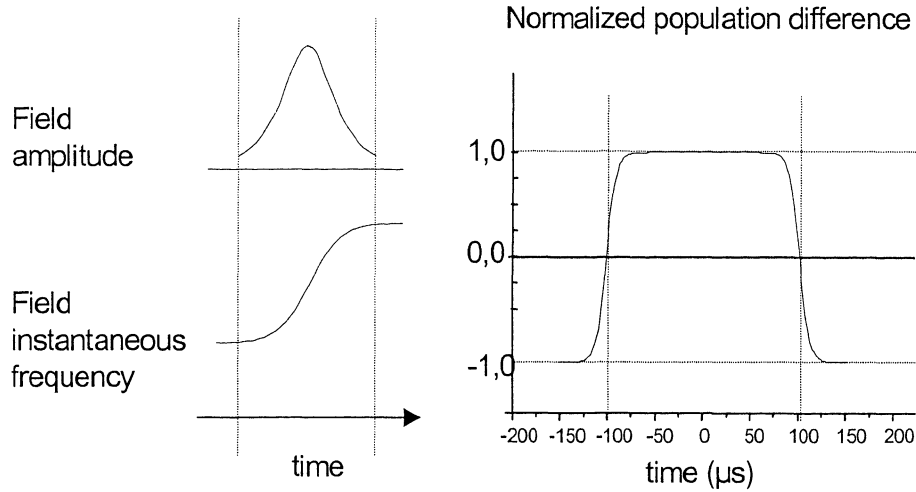 Field
amplitude
Field
instantaneous
frequency
time
Normalized population difference
1,0
0,0
-1,0
-200 -150 -100 -50 0 50 100 150 200
time (µs)